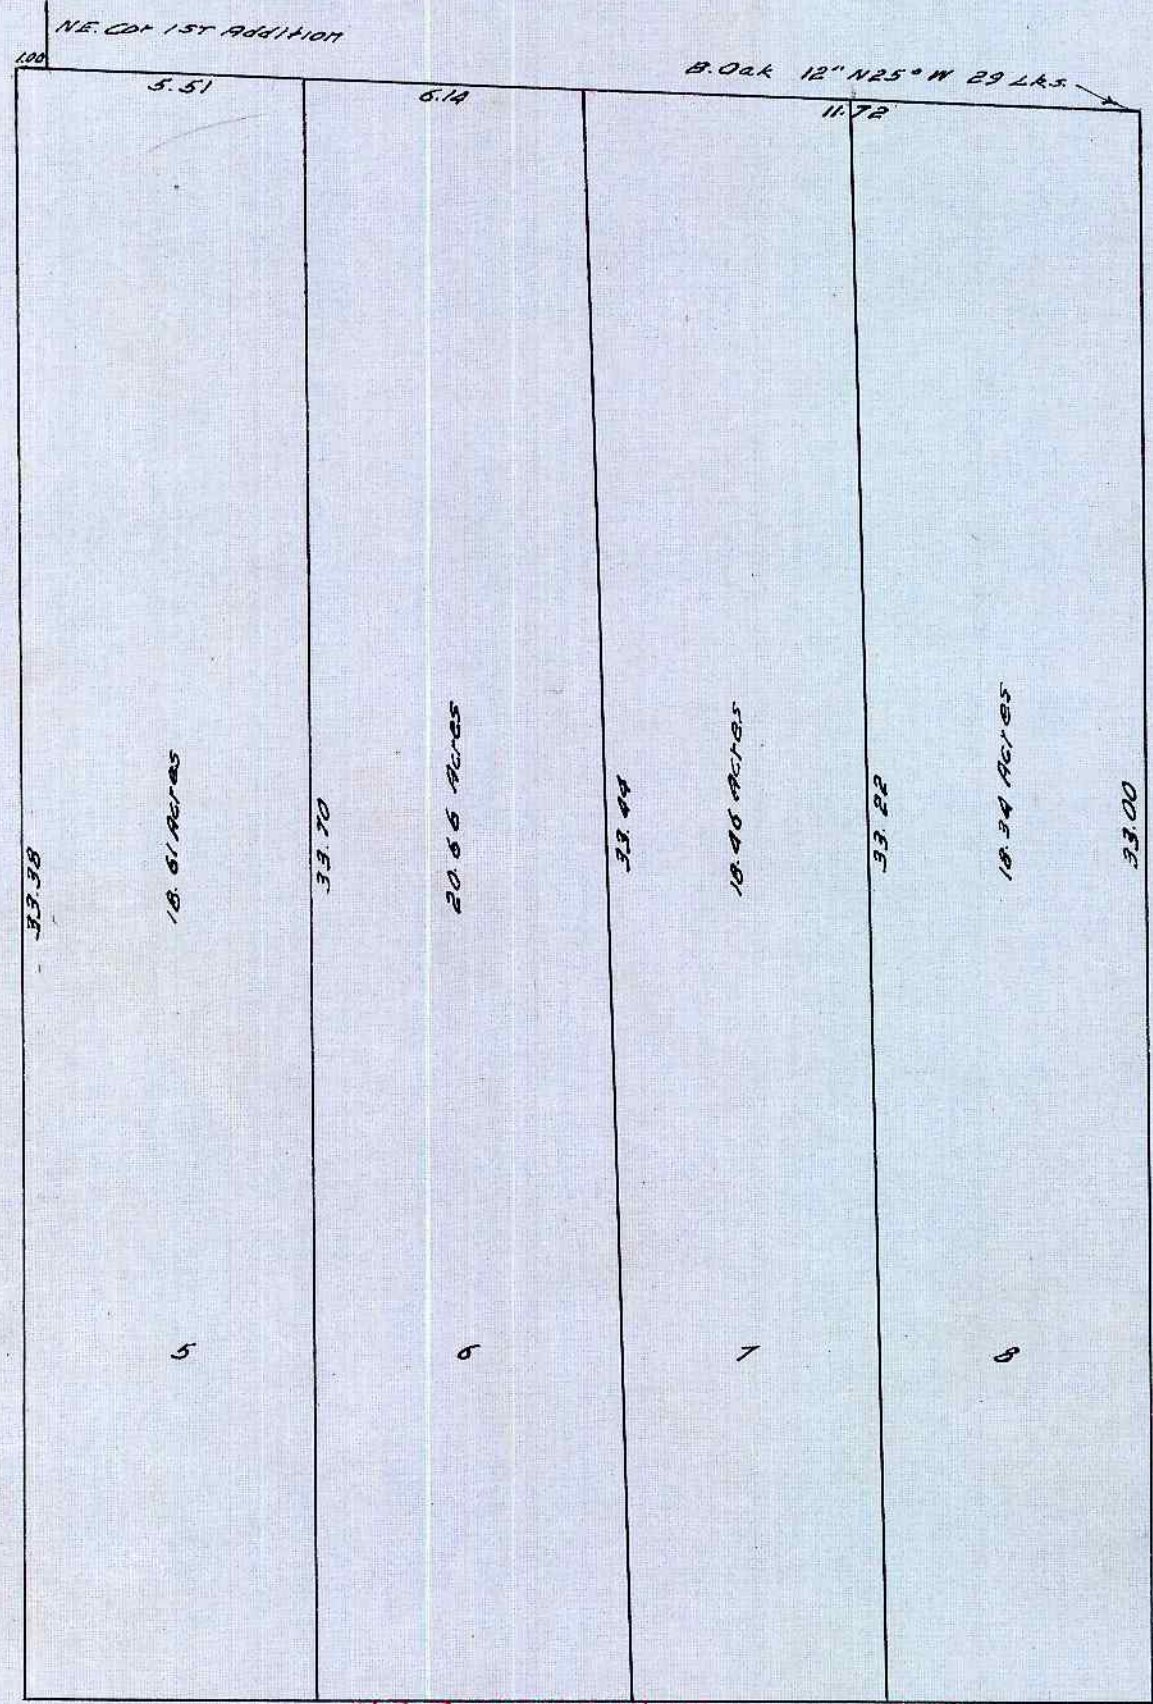 NE. Cor 1ST Addition
1.00
B.Oak 12" N25° W 29 Lks.
5.51
6.14
11.72
33.38
18.61 Acres
33.70
20.66 Acres
33.44
18.46 Acres
33.22
18.34 Acres
33.00
5
6
7
8